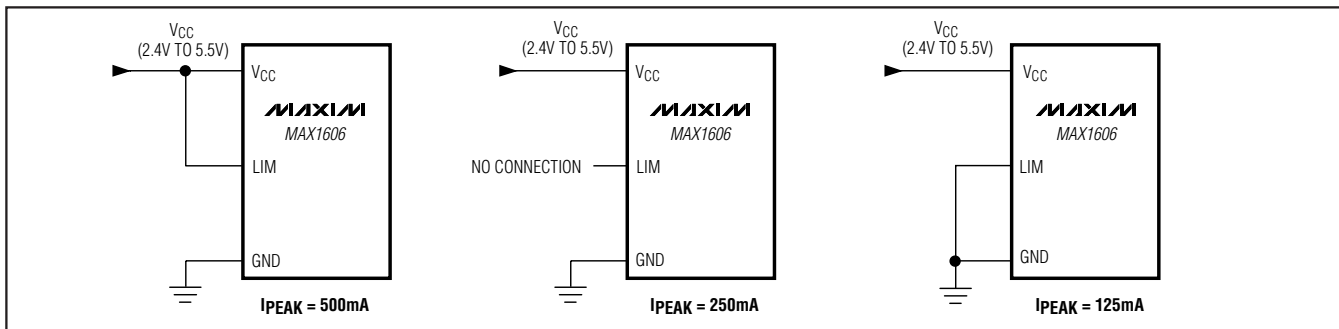 VCC
(2.4V TO 5.5V)
VCC
MAXIM
MAX1606
LIM
GND
IPEAK = 500mA
VCC
(2.4V TO 5.5V)
VCC
MAXIM
MAX1606
NO CONNECTION
LIM
GND
IPEAK = 250mA
VCC
(2.4V TO 5.5V)
VCC
MAXIM
MAX1606
LIM
GND
IPEAK = 125mA